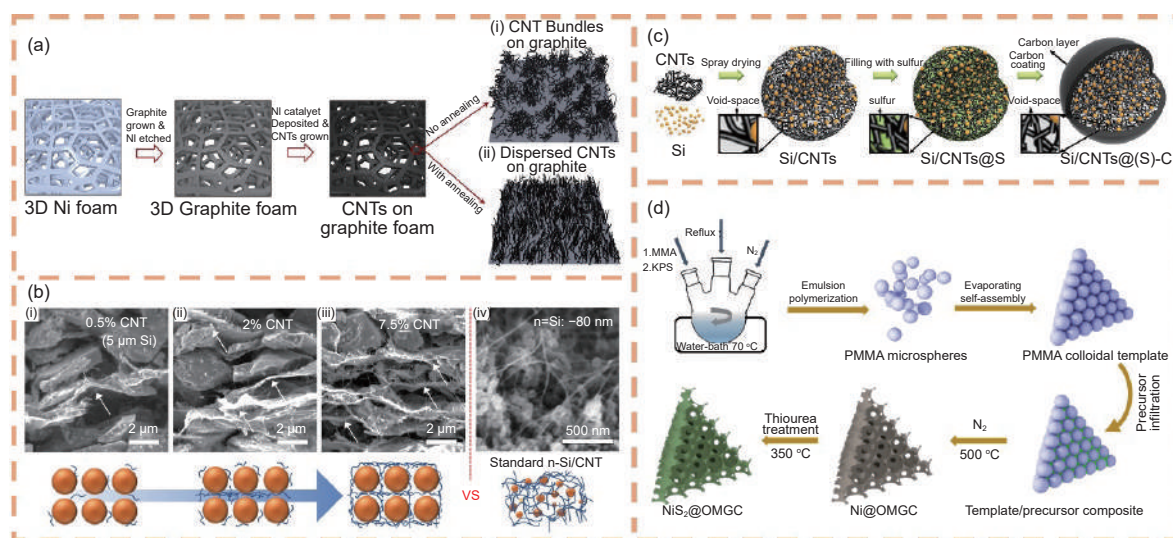 (a)
Graphite
grown &
NI etched
NI catalyet
Deposited &
CNTs grown
No annealing
With annealing
(i) CNT Bundles
on graphite
(ii) Dispersed CNTs
on graphite
3D Ni foam
3D Graphite foam
CNTs on
graphite foam
(b)
(i)
0.5% CNT
(5 μm Si)
2 μm
(ii)
2% CNT
2 μm
(iii)
7.5% CNT
2 μm
(iv)
n=Si: ~80 nm
500 nm
VS
Standard n-Si/CNT
(c)
CNTs
Si
Spray drying
Void-space
Si/CNTs
Filling with sulfur
sulfur
Si/CNTs@S
Carbon layer
Carbon
coating
Void-space
Si/CNTs@(S)-C
(d)
Reflux
1.MMA
2.KPS
N₂
Water-bath 70 °C
Emulsion
polymerization
PMMA microspheres
Evaporating
self-assembly
PMMA colloidal template
Precursor
infiltration
Template/precursor composite
N₂
500 °C
Ni@OMGC
Thiourea
treatment
350 °C
NiS₂@OMGC